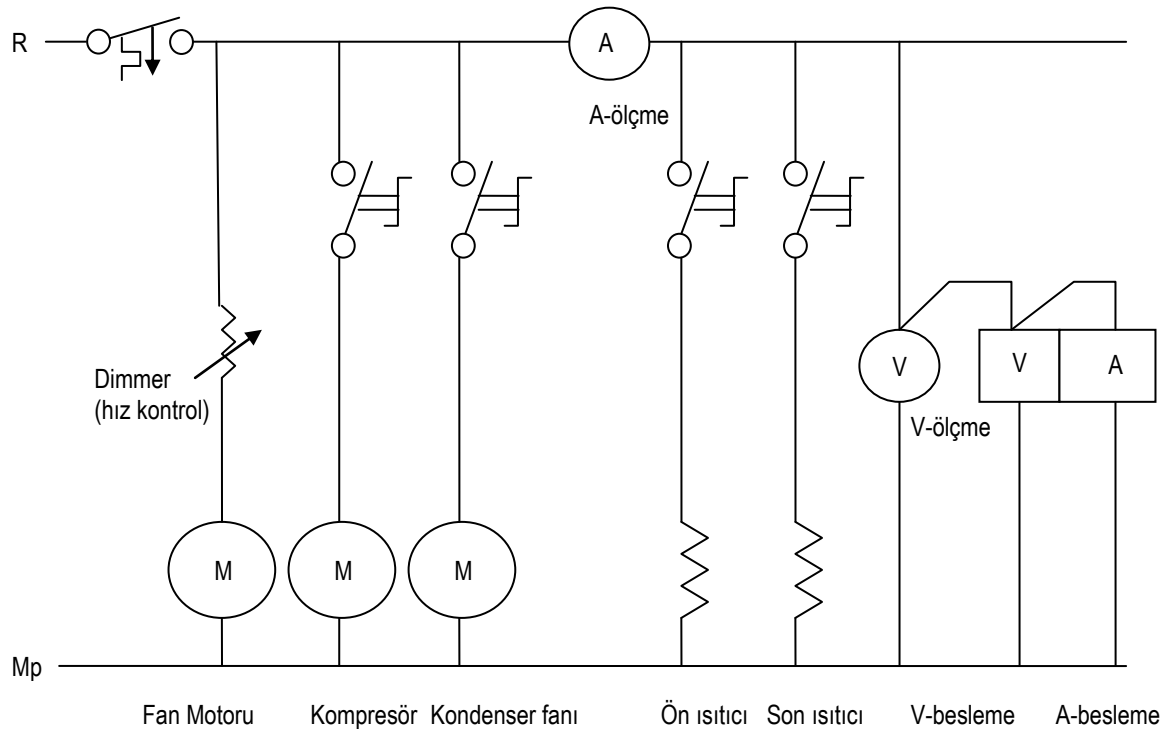 R
A
A-ölçme
Dimmer
(hız kontrol)
V
V
A
V-ölçme
M
M
M
Mp
Fan Motoru
Kompresör
Kondenser fanı
Ön ısıtıcı
Son ısıtıcı
V-besleme
A-besleme